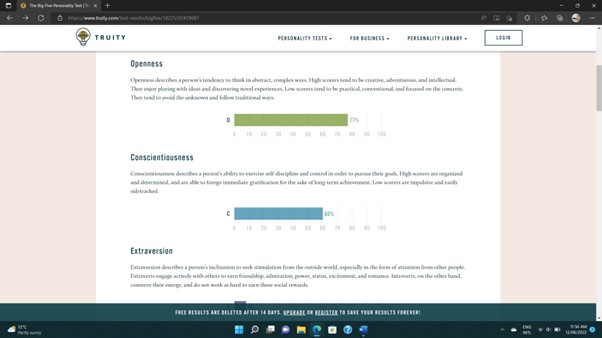 The Big Five Personality Test | Tr
https://www.truity.com/test-results/bigfive/18225/32419687
TRUITY
PERSONALITY TESTS
FOR BUSINESS
PERSONALITY LIBRARY
LOGIN
Openness
Openness describes a person's tendency to think in abstract, complex ways. High scorers tend to be creative, adventurous, and intellectual.
They enjoy playing with ideas and discovering novel experiences. Low scorers tend to be practical, conventional, and focused on the concrete.
They tend to avoid the unknown and follow traditional ways.
O 77%
0 10 20 30 40 50 60 70 80 90 100
Conscientiousness
Conscientiousness describes a person's ability to exercise self-discipline and control in order to pursue their goals. High scorers are organized
and determined, and are able to forego immediate gratification for the sake of long-term achievement. Low scorers are impulsive and easily
sidetracked.
C 60%
0 10 20 30 40 50 60 70 80 90 100
Extraversion
Extraversion describes a person's inclination to seek stimulation from the outside world, especially in the form of attention from other people.
Extraverts engage actively with others to earn friendship, admiration, power, status, excitement, and romance. Introverts, on the other hand,
conserve their energy, and do not work as hard to earn these social rewards.
FREE RESULTS ARE DELETED AFTER 14 DAYS. UPGRADE OR REGISTER TO SAVE YOUR RESULTS FOREVER!
12°C
Partly sunny
ENG
INTL
11:56 AM
12/06/2022